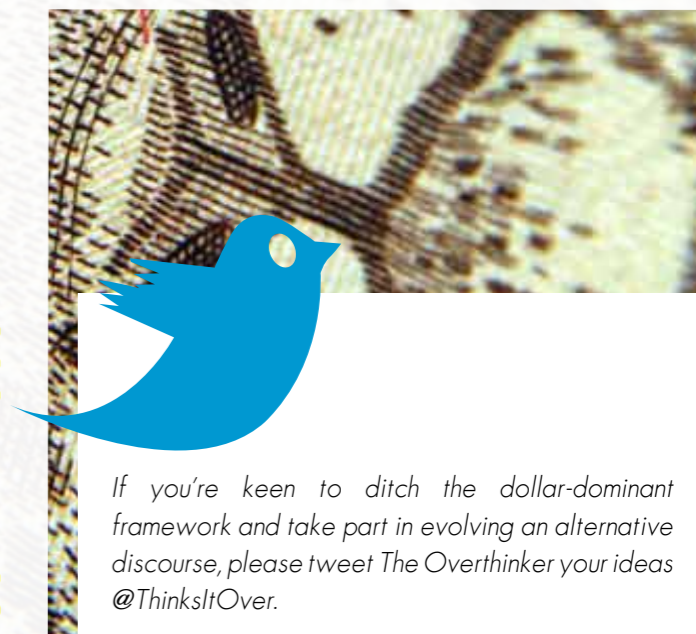 If you’re keen to ditch the dollar-dominant
framework and take part in evolving an alternative
discourse, please tweet The Overthinker your ideas
@ThinksItOver.